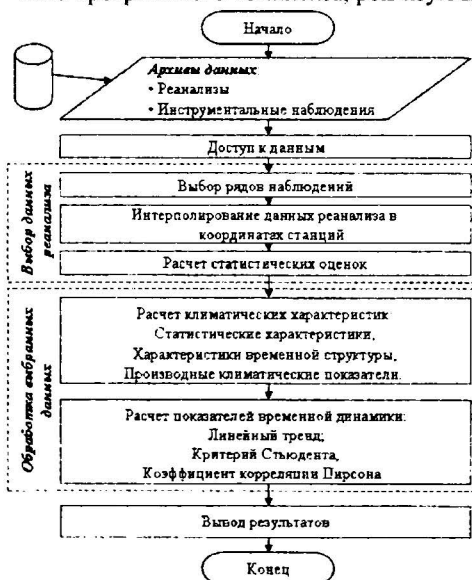 Начало
Архивы данных
• Реанализы
• Инструментальные наблюдения
Доступ к данным
Выбор данных
реанализа
Выбор рядов наблюдений
Интерполирование данных реанализа в
координатах станций
Расчет статистических оценок
Обработка выбранных
данных
Расчет климатических характеристик
Статистические характеристики,
Характеристики временной структуры,
Производные климатические показатели.
Расчет показателей временной динамики:
Линейный тренд;
Критерий Стьюдента,
Коэффициент корреляции Пирсона
Вывод результатов
Конец